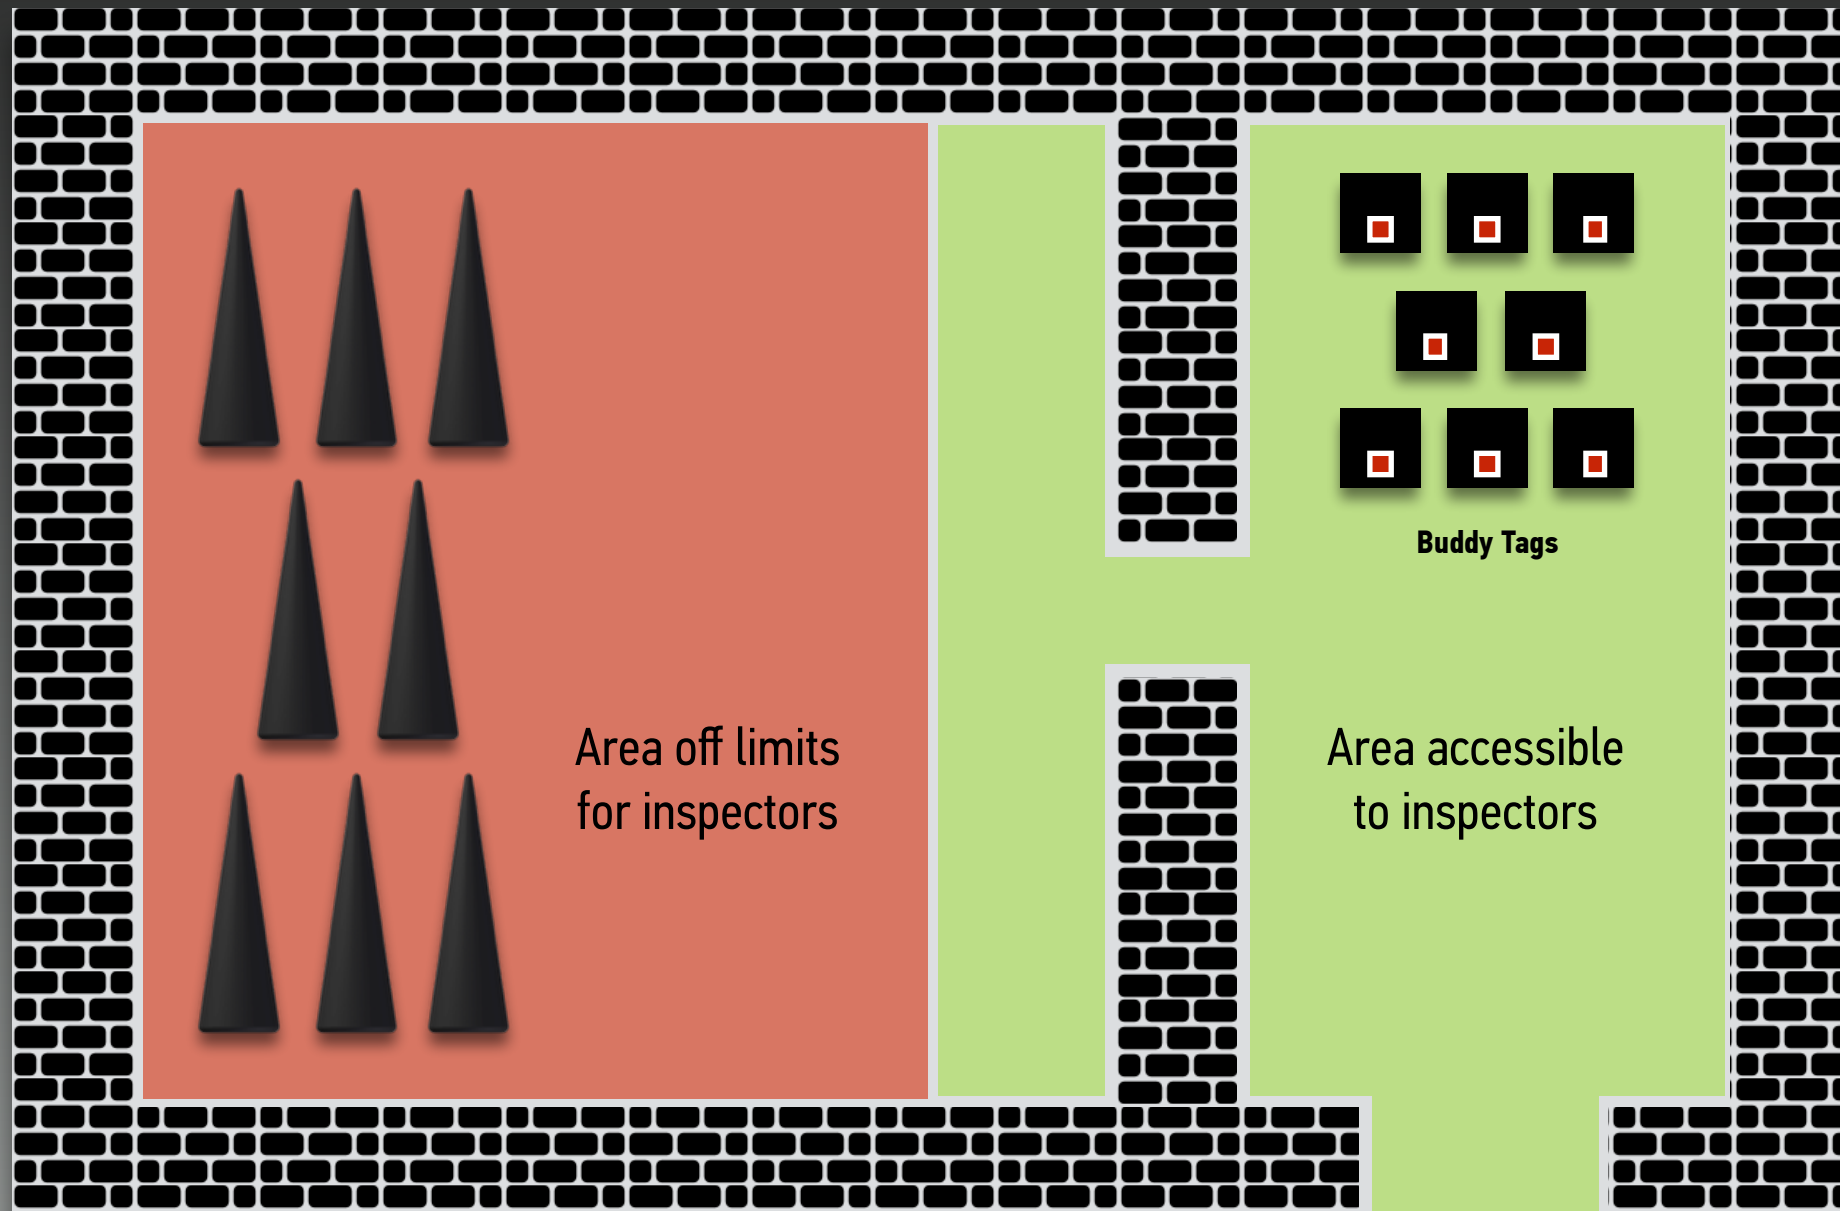 Buddy Tags
Area off limits
for inspectors
Area accessible
to inspectors